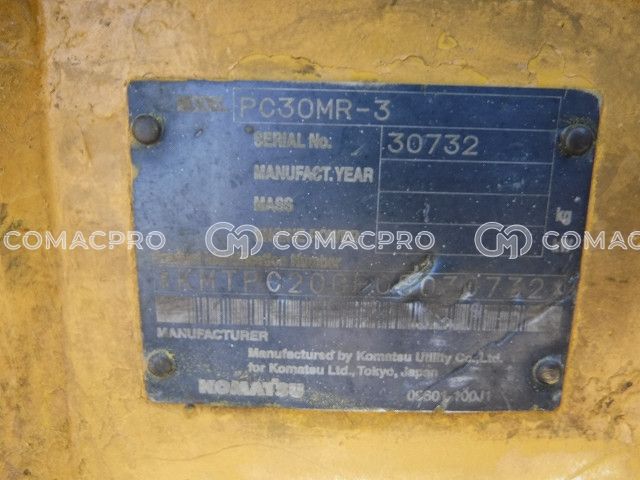 PC30MR-3
SERIAL No. 30732
MANUFACT. YEAR
MASS
kg
COMACPRO COMACPRO COMACPRO
MANUFACTURER
Manufactured by Komatsu Utility Co., Ltd.
for Komatsu Ltd., Tokyo, Japan
KOMATSU